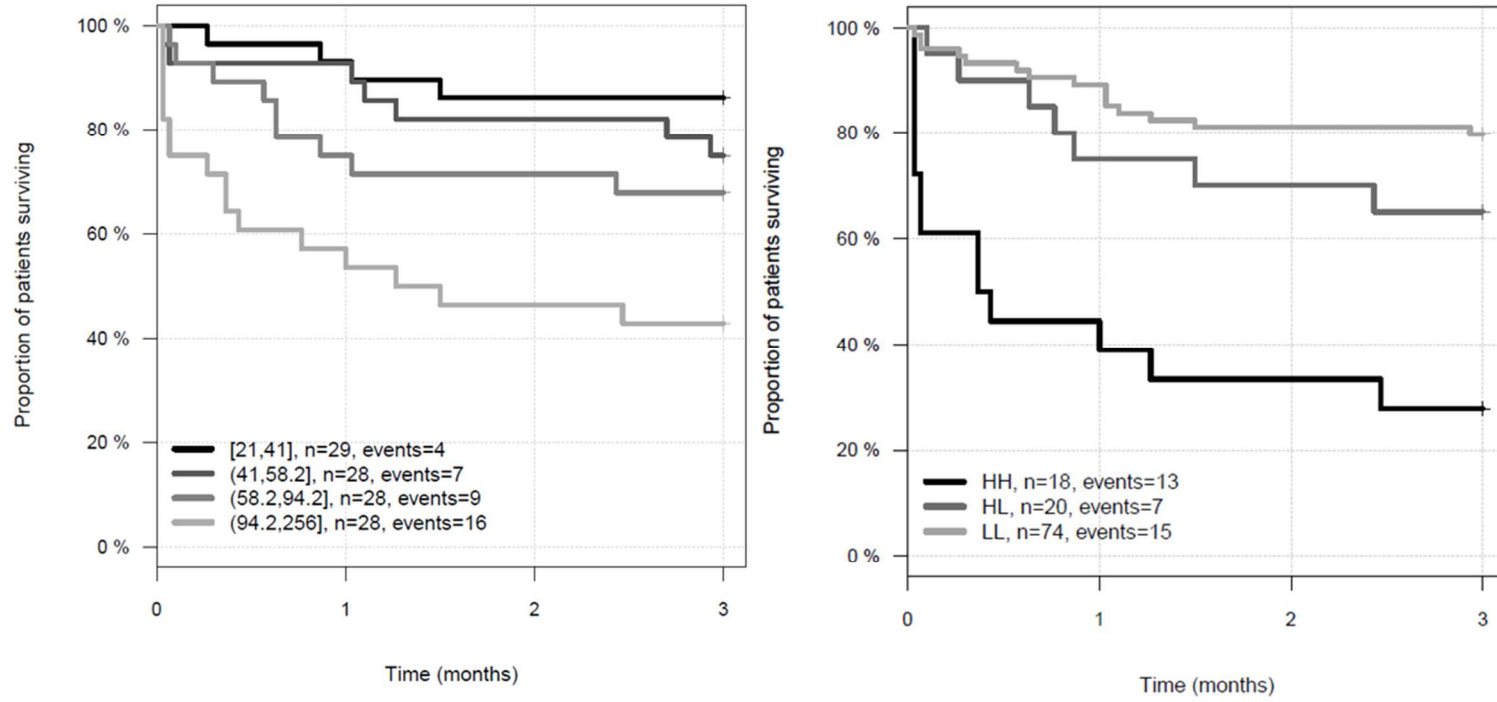 Proportion of patients surviving
100 %
80 %
60 %
40 %
20 %
0 %
[21,41], n=29, events=4
(41,58.2], n=28, events=7
(58.2,94.2], n=28, events=9
(94.2,256], n=28, events=16
0
1
2
3
Time (months)
Proportion of patients surviving
100 %
80 %
60 %
40 %
20 %
0 %
HH, n=18, events=13
HL, n=20, events=7
LL, n=74, events=15
0
1
2
3
Time (months)